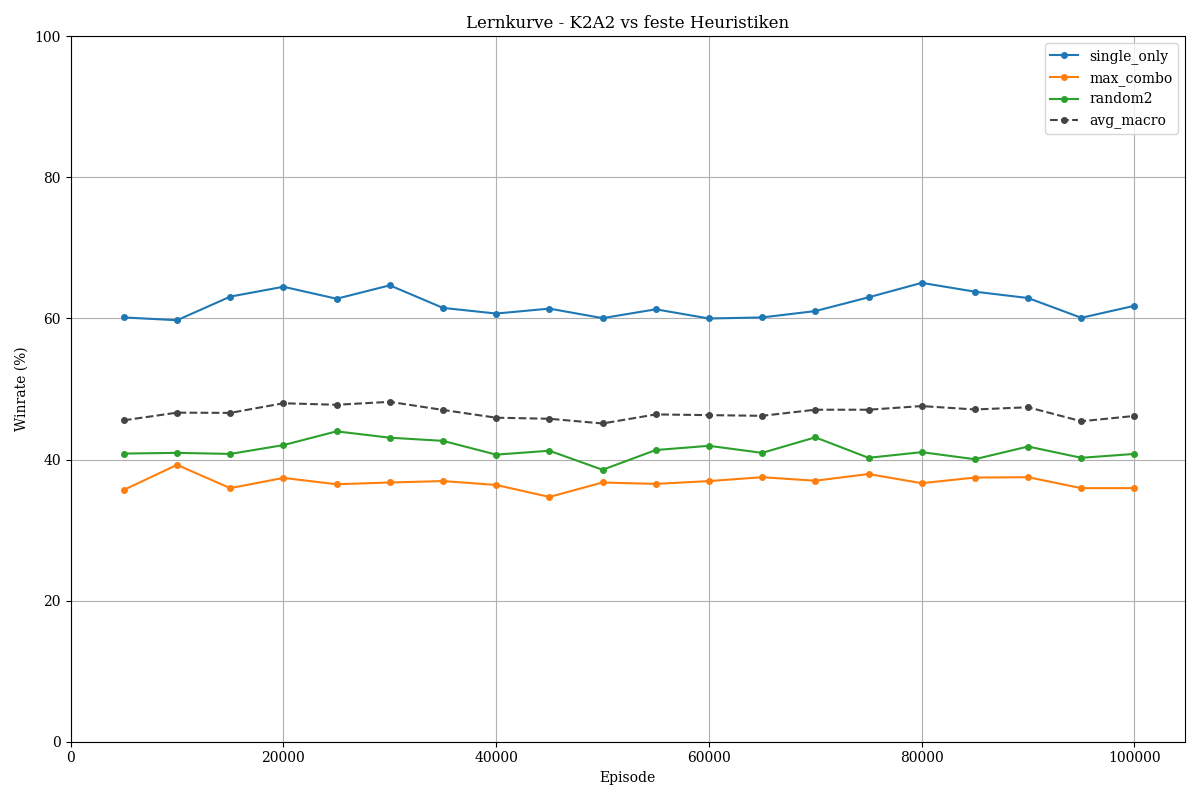 Lernkurve - K2A2 vs feste Heuristiken
100
80
60
40
20
0
Winrate (%)
single_only
max_combo
random2
avg_macro
0 20000 40000 60000 80000 100000
Episode